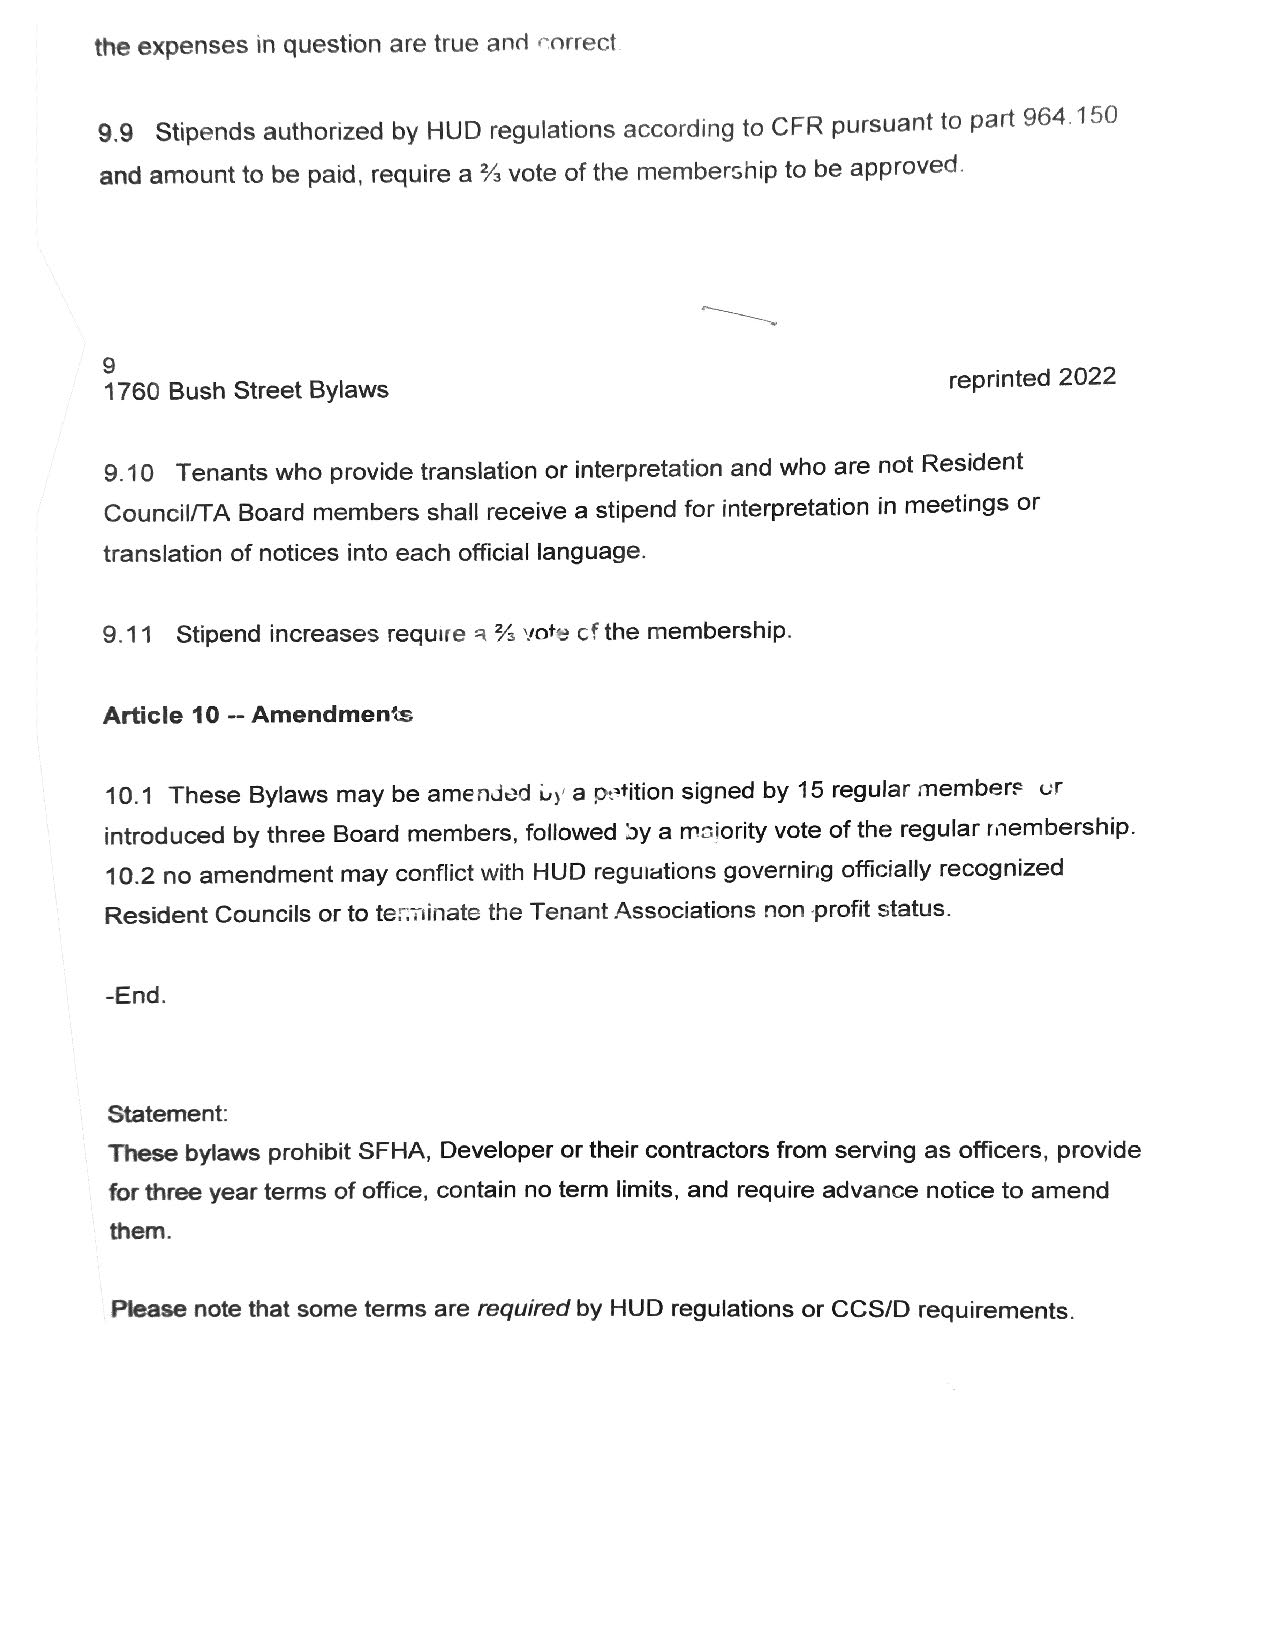 the expenses in question are true and correct
9.9 Stipends authorized by HUD regulations according to CFR pursuant to part 964.150
and amount to be paid, require a ⅔ vote of the membership to be approved.
9
1760 Bush Street Bylaws reprinted 2022
9.10 Tenants who provide translation or interpretation and who are not Resident
Council/TA Board members shall receive a stipend for interpretation in meetings or
translation of notices into each official language.
9.11 Stipend increases require a ⅔ vote of the membership.
Article 10 -- Amendments
10.1 These Bylaws may be amended by a petition signed by 15 regular members or
introduced by three Board members, followed by a majority vote of the regular membership.
10.2 no amendment may conflict with HUD regulations governing officially recognized
Resident Councils or to terminate the Tenant Associations non-profit status.
-End.
Statement:
These bylaws prohibit SFHA, Developer or their contractors from serving as officers, provide
for three year terms of office, contain no term limits, and require advance notice to amend
them.
Please note that some terms are required by HUD regulations or CCS/D requirements.